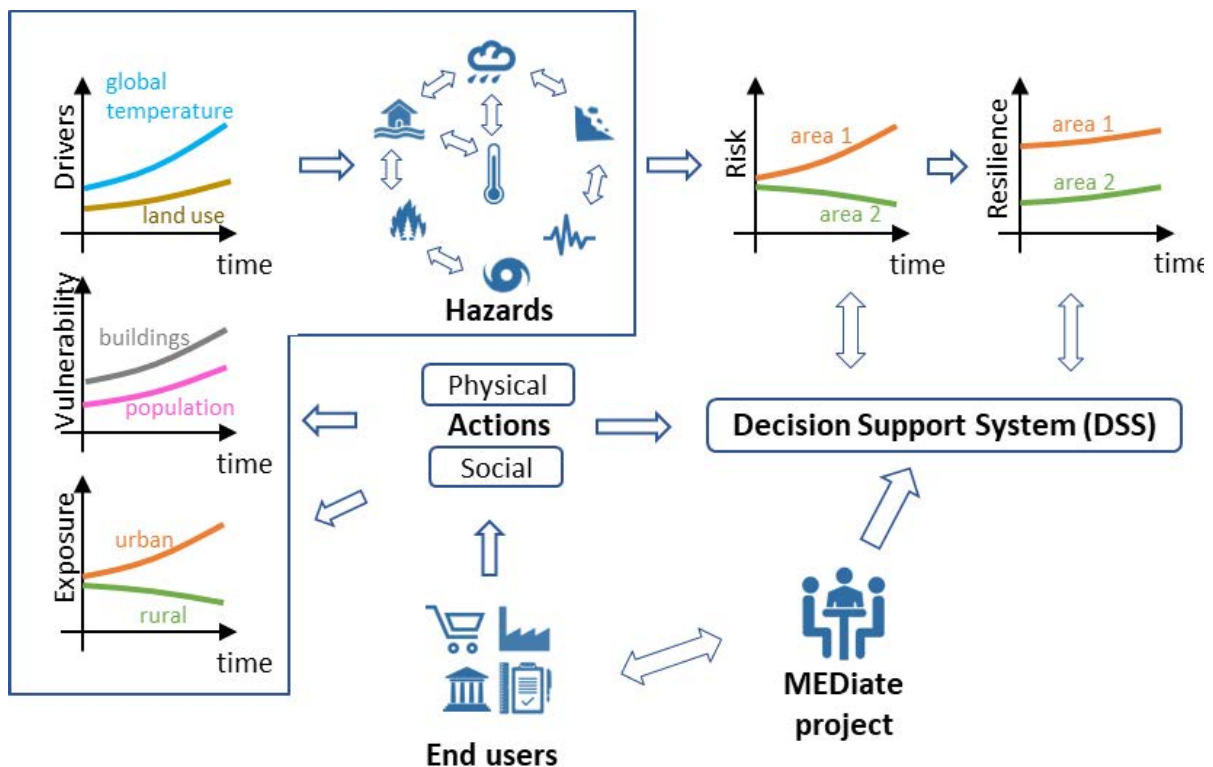 Drivers
global
temperature
land use
time
Hazards
Vulnerability
buildings
population
time
Exposure
urban
rural
time
Risk
area 1
area 2
time
Resilience
area 1
area 2
time
Physical
Actions
Social
Decision Support System (DSS)
End users
MEDiate
project